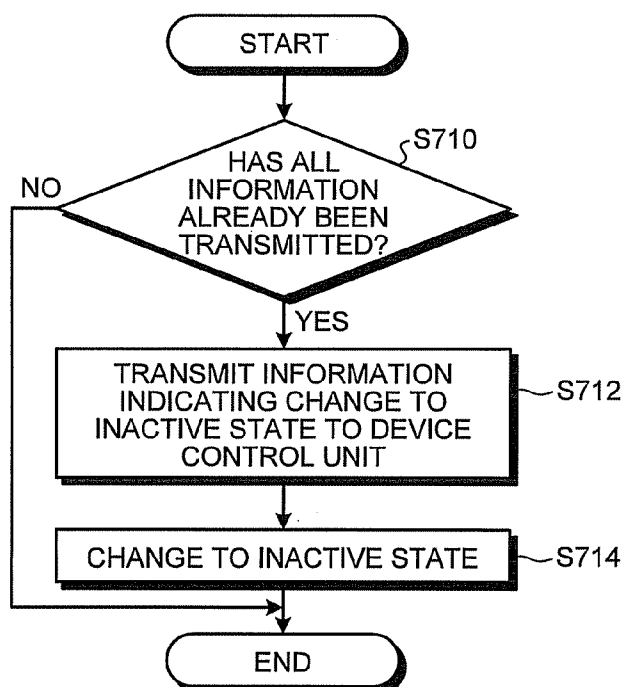 START
S710
HAS ALL
INFORMATION
ALREADY BEEN
TRANSMITTED?
NO
YES
TRANSMIT INFORMATION
INDICATING CHANGE TO
INACTIVE STATE TO DEVICE
CONTROL UNIT
S712
CHANGE TO INACTIVE STATE
S714
END